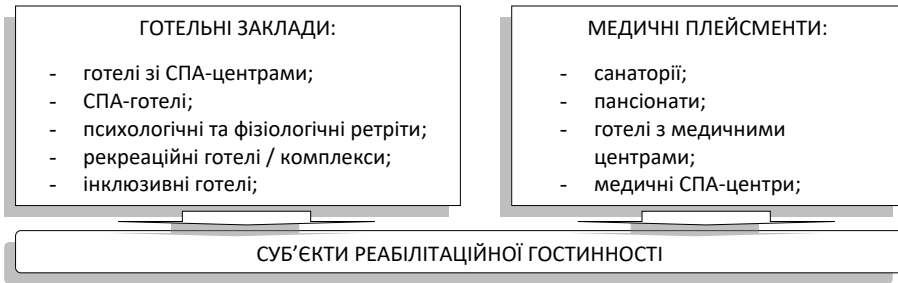 ГОТЕЛЬНІ ЗАКЛАДИ:
- готелі зі СПА-центрами;
- СПА-готелі;
- психологічні та фізіологічні ретріти;
- рекреаційні готелі / комплекси;
- інклюзивні готелі;
МЕДИЧНІ ПЛЕЙСМЕНТИ:
- санаторії;
- пансіонати;
- готелі з медичними
центрами;
- медичні СПА-центри;
СУБ’ЄКТИ РЕАБІЛІТАЦІЙНОЇ ГОСТИННОСТІ